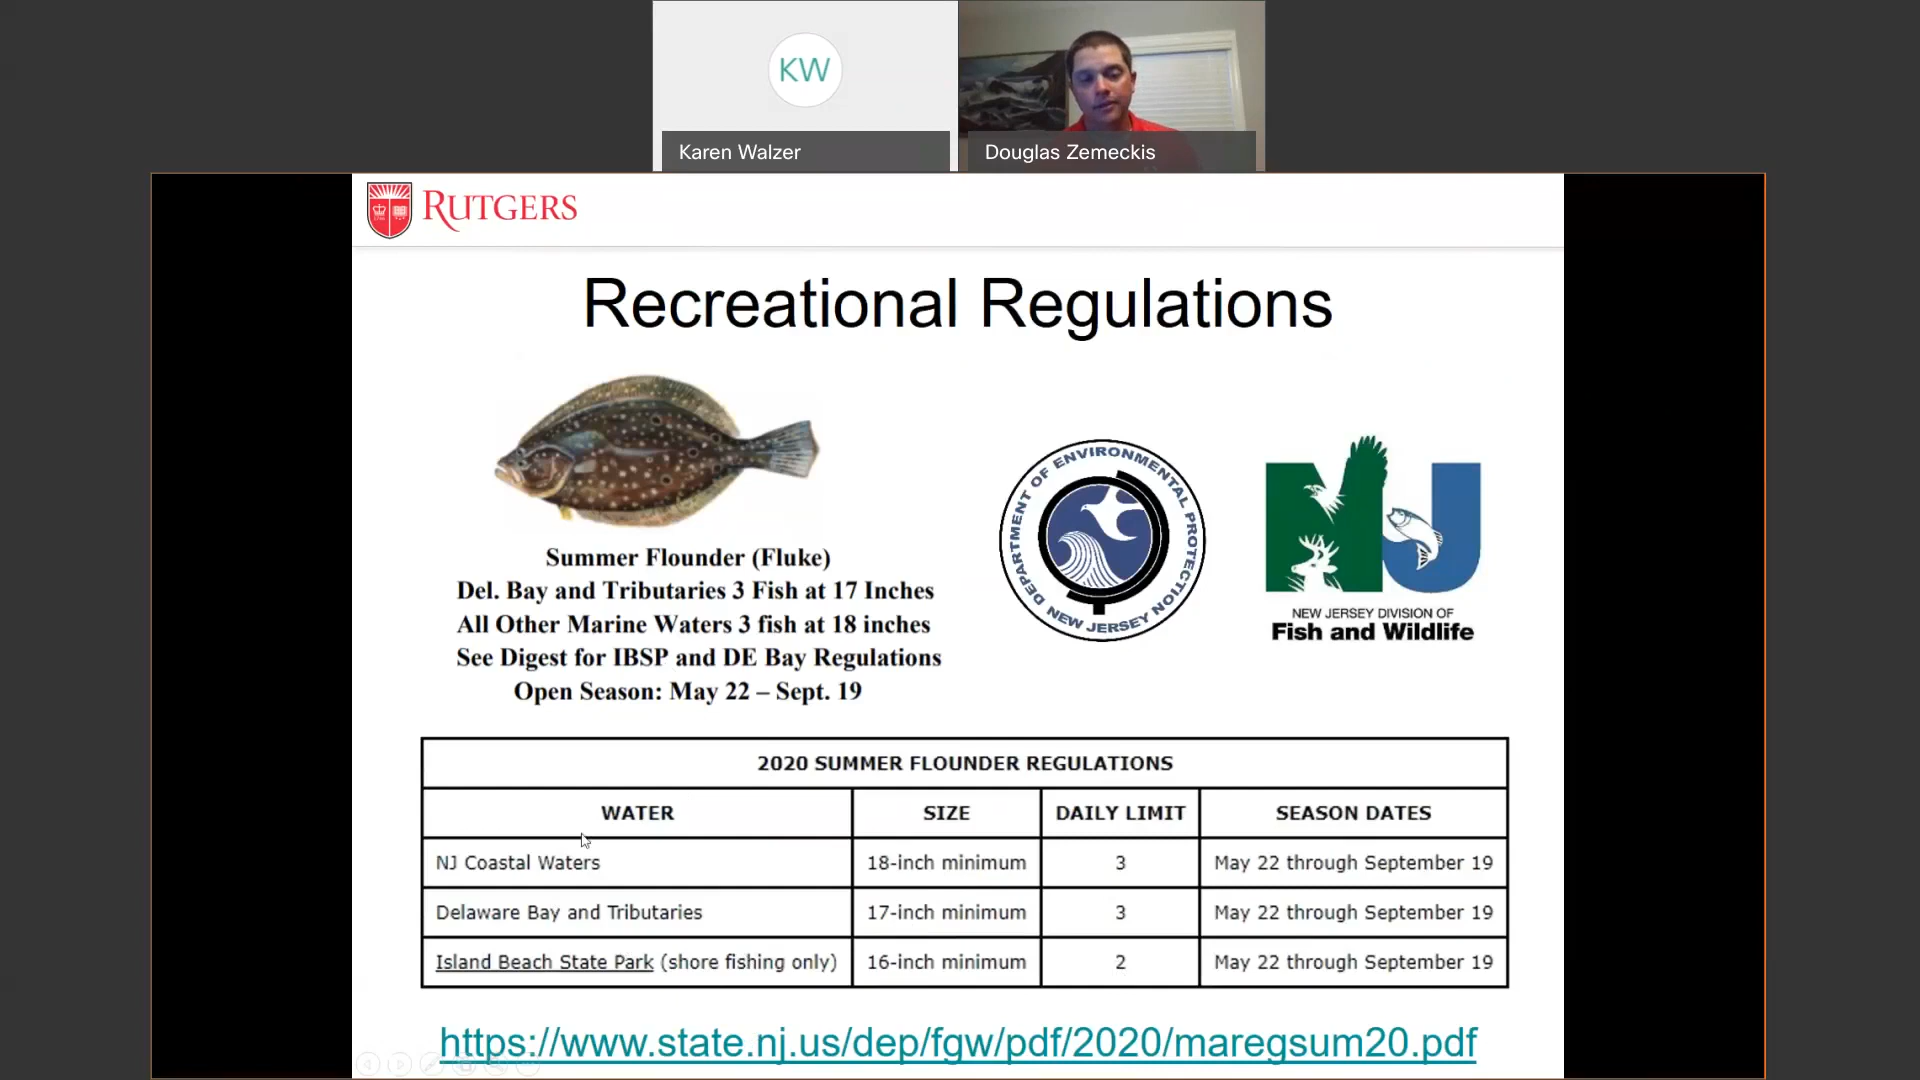 KW
Karen Walzer
Douglas Zemeckis
RUTGERS
Recreational Regulations
Summer Flounder (Fluke)
Del. Bay and Tributaries 3 Fish at 17 Inches
All Other Marine Waters 3 fish at 18 inches
See Digest for IBSP and DE Bay Regulations
Open Season: May 22 – Sept. 19
DEPARTMENT OF ENVIRONMENTAL PROTECTION
NEW JERSEY
NJ
NEW JERSEY DIVISION OF
Fish and Wildlife
2020 SUMMER FLOUNDER REGULATIONS
WATER SIZE DAILY LIMIT SEASON DATES
NJ Coastal Waters 18-inch minimum 3 May 22 through September 19
Delaware Bay and Tributaries 17-inch minimum 3 May 22 through September 19
Island Beach State Park (shore fishing only) 16-inch minimum 2 May 22 through September 19
https://www.state.nj.us/dep/fgw/pdf/2020/maregsum20.pdf